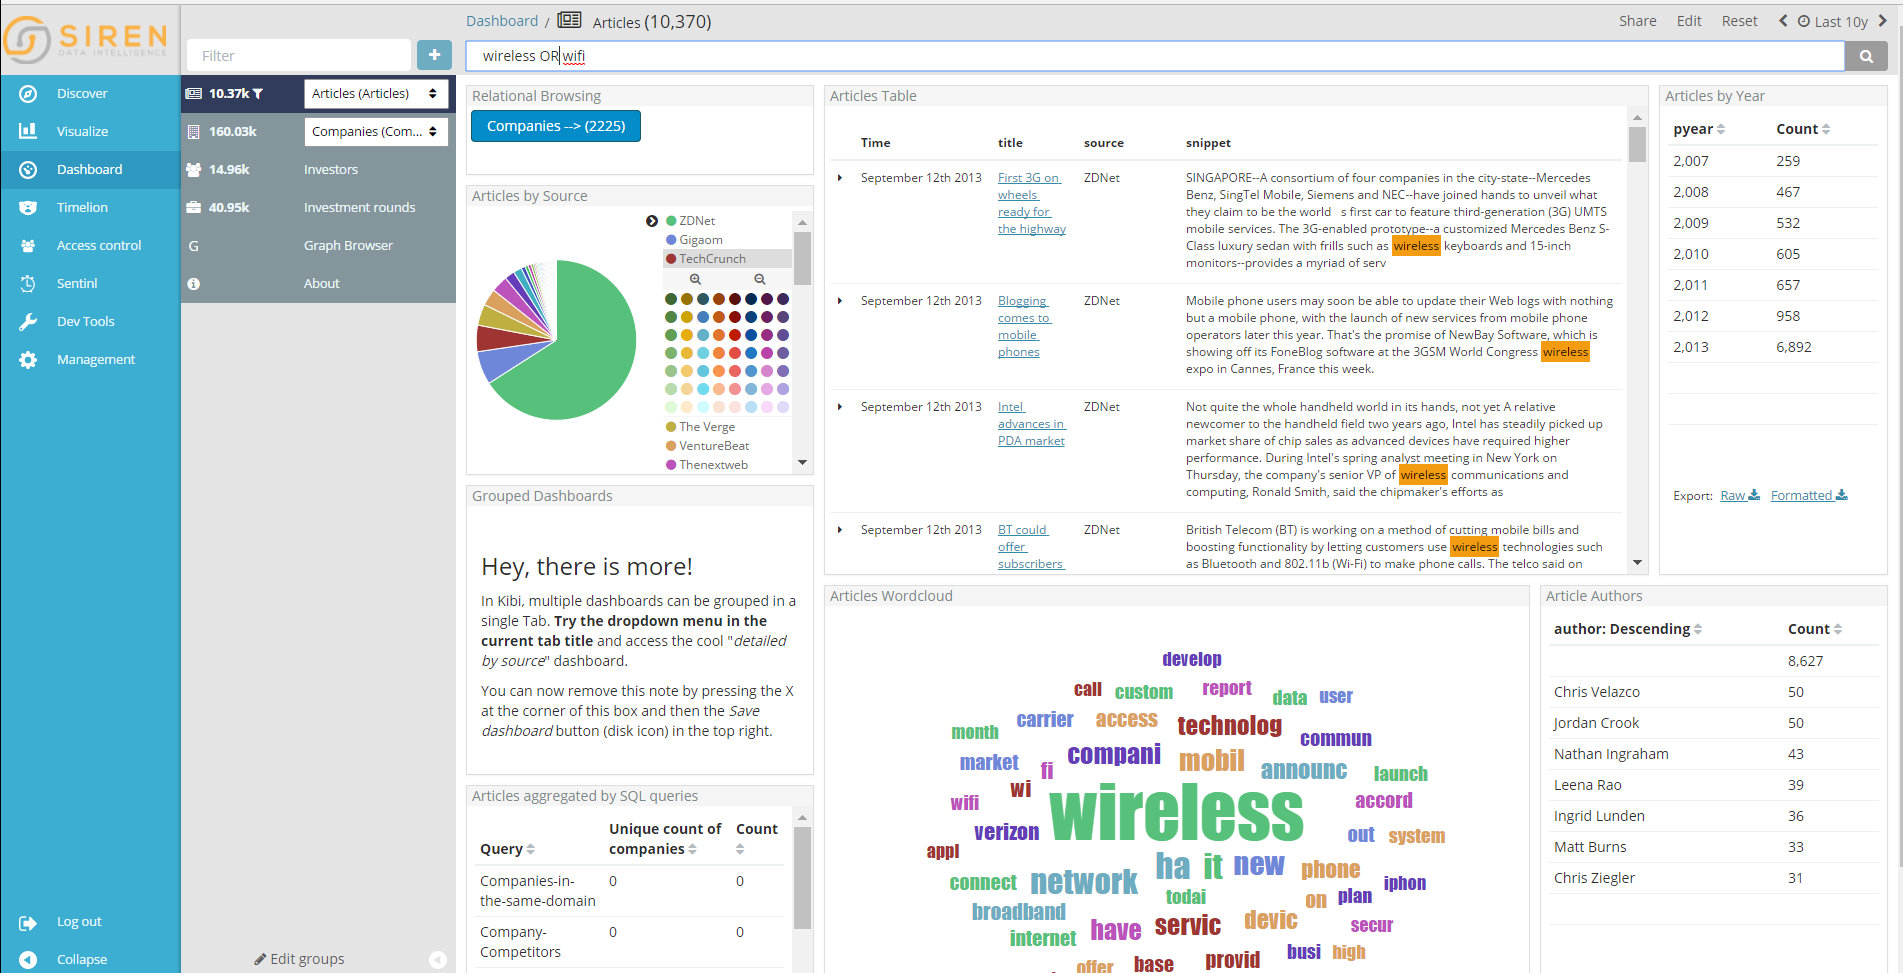 SIREN
DATA INTELLIGENCE
Discover
Visualize
Dashboard
Timelion
Access control
Sentinl
Dev Tools
Management
Log out
Collapse
Filter
+
10.37k Articles (Articles)
160.03k Companies (Com...
14.96k Investors
40.95k Investment rounds
G Graph Browser
About
Edit groups
Dashboard / Articles (10,370)
Share Edit Reset Last 10y
wireless OR wifi
Relational Browsing
Companies --> (2225)
Articles by Source
ZDNet
Gigaom
TechCrunch
The Verge
VentureBeat
Thenextweb
Grouped Dashboards
Hey, there is more!
In Kibi, multiple dashboards can be grouped in a
single Tab. Try the dropdown menu in the
current tab title and access the cool "detailed
by source" dashboard.
You can now remove this note by pressing the X
at the corner of this box and then the Save
dashboard button (disk icon) in the top right.
Articles aggregated by SQL queries
Unique count of Count
Query companies
Companies-in- 0 0
the-same-domain
Company- 0 0
Competitors
Articles Table
Time title source snippet
September 12th 2013 First 3G on ZDNet SINGAPORE--A consortium of four companies in the city-state--Mercedes
wheels Benz, SingTel Mobile, Siemens and NEC--have joined hands to unveil what
ready for they claim to be the world s first car to feature third-generation (3G) UMTS
the highway mobile services. The 3G-enabled prototype--a customized Mercedes Benz S-
Class luxury sedan with frills such as wireless keyboards and 15-inch
monitors--provides a myriad of serv
September 12th 2013 Blogging ZDNet Mobile phone users may soon be able to update their Web logs with nothing
comes to but a mobile phone, with the launch of new services from mobile phone
mobile operators later this year. That's the promise of NewBay Software, which is
phones showing off its FoneBlog software at the 3GSM World Congress wireless
expo in Cannes, France this week.
September 12th 2013 Intel ZDNet Not quite the whole handheld world in its hands, not yet A relative
advances in newcomer to the handheld field two years ago, Intel has steadily picked up
PDA market market share of chip sales as advanced devices have required higher
performance. During Intel's spring analyst meeting in New York on
Thursday, the company's senior VP of wireless communications and
computing, Ronald Smith, said the chipmaker's efforts as
September 12th 2013 BT could ZDNet British Telecom (BT) is working on a method of cutting mobile bills and
offer boosting functionality by letting customers use wireless technologies such
subscribers as Bluetooth and 802.11b (Wi-Fi) to make phone calls. The telco said on
Articles by Year
pyear Count
2,007 259
2,008 467
2,009 532
2,010 605
2,011 657
2,012 958
2,013 6,892
Export: Raw Formatted
Articles Wordcloud
develop
call custom report data user
month carrier access technolog commun
market fi compani mobil announc launch
wifi wi wireless accord
verizon out system
appl
connect network ha it new phone iphon
todai on plan
broadband
internet have servic devic secur
busi high
offer base provid
Article Authors
author: Descending Count
8,627
Chris Velazco 50
Jordan Crook 50
Nathan Ingraham 43
Leena Rao 39
Ingrid Lunden 36
Matt Burns 33
Chris Ziegler 31